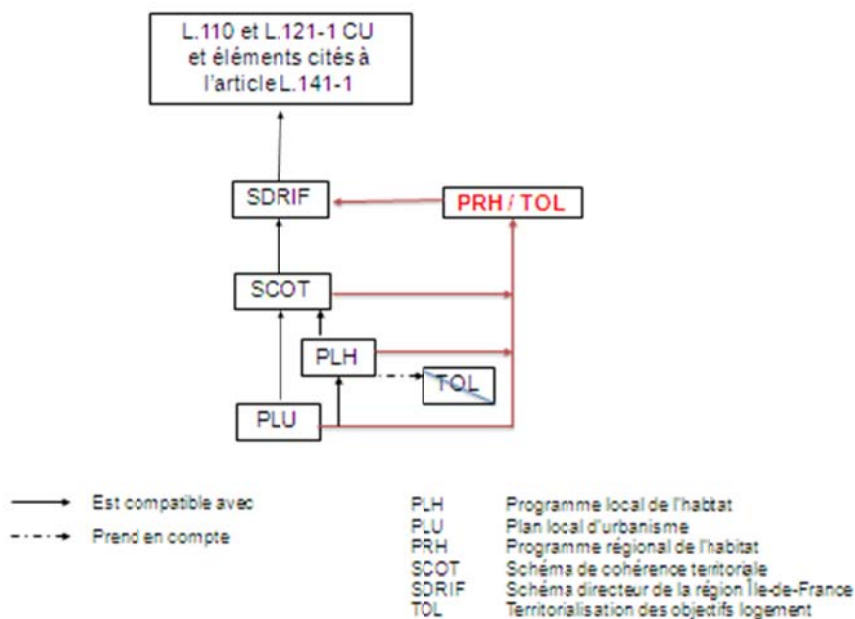 L.110 et L.121-1 CU
et éléments cités à
l'article L.141-1
SDRIF
PRH / TOL
SCOT
PLH
TOL
PLU
Est compatible avec
Prend en compte
PLH Programme local de l'habitat
PLU Plan local d'urbanisme
PRH Programme régional de l'habitat
SCOT Schéma de cohérence territoriale
SDRIF Schéma directeur de la région Île-de-France
TOL Territorialisation des objectifs logement